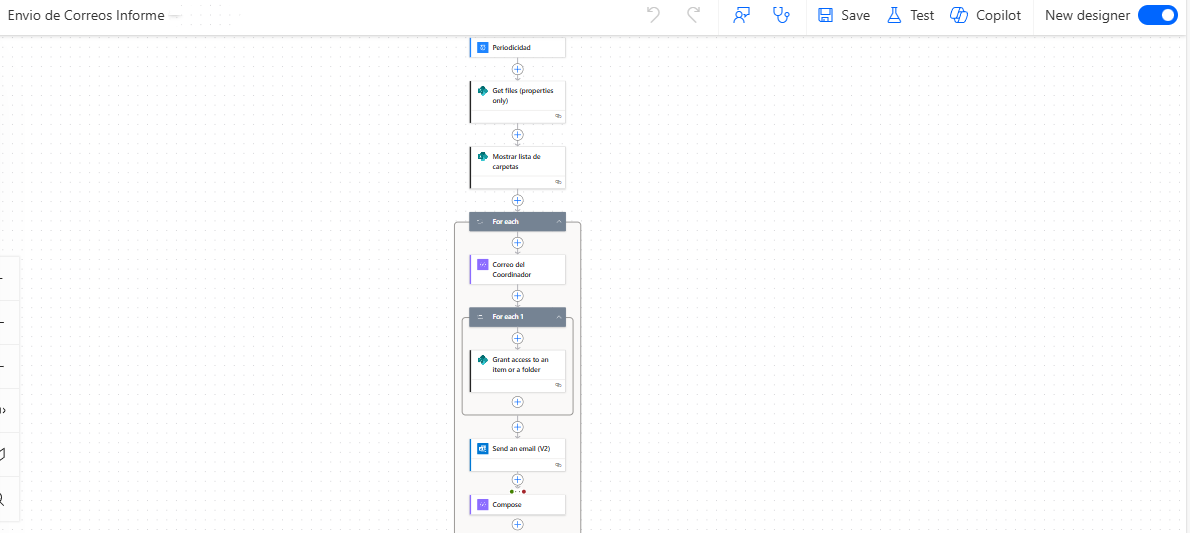 Envio de Correos Informe
Save
Test
Copilot
New designer
Periodicidad
Get files (properties
only)
Mostrar lista de
carpetas
For each
Correo del
Coordinador
For each 1
Grant access to an
item or a folder
Send an email (V2)
Compose